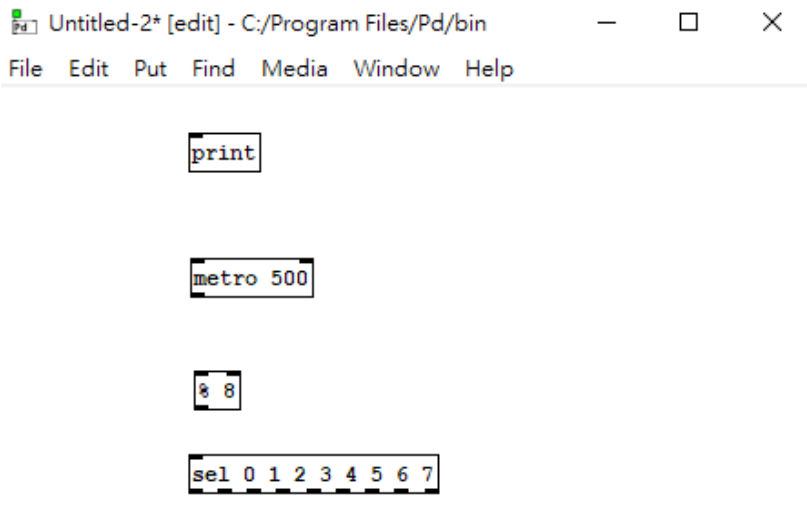 Untitled-2* [edit] - C:/Program Files/Pd/bin
File Edit Put Find Media Window Help
print
metro 500
% 8
sel 0 1 2 3 4 5 6 7